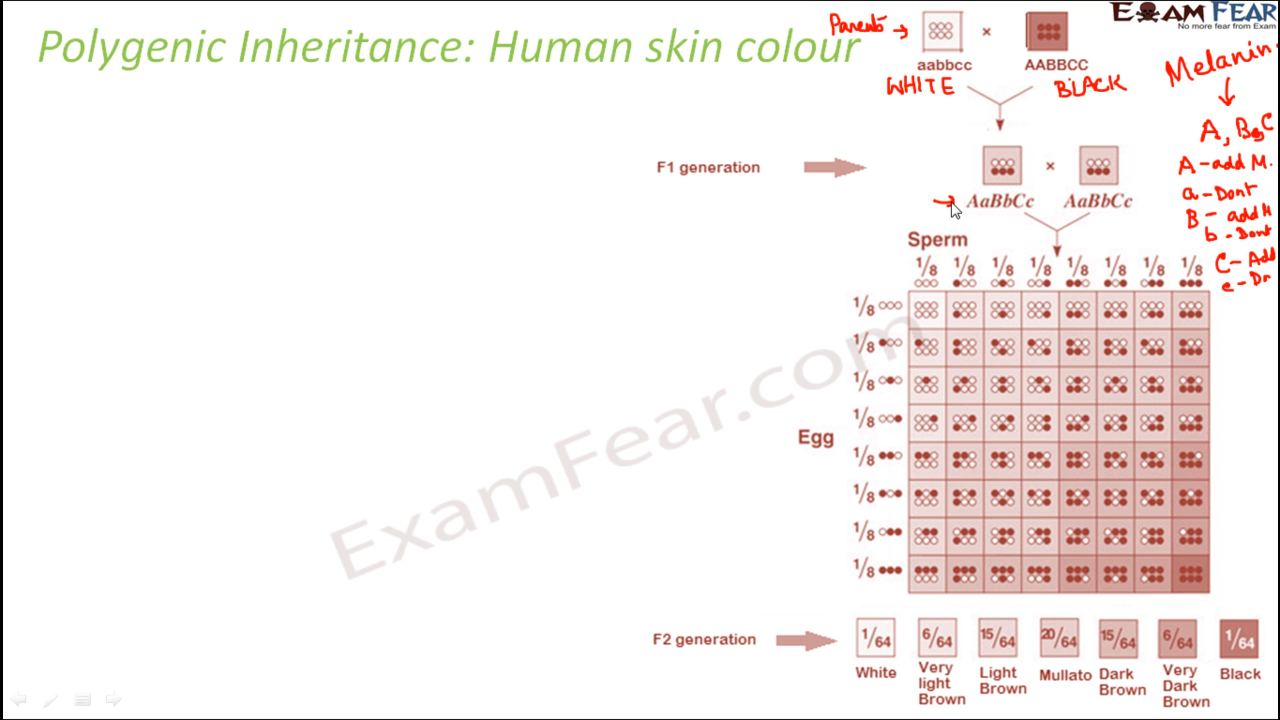 EXAM FEAR
No more fear from Exam
Polygenic Inheritance: Human skin colour
Parents → × 
aabbcc AABBCC
WHITE BLACK
Melanin.
A, B, C
A - add M.
a - Dont
B - add M
b - Dont
C - Add
F1 generation
×
AaBbCc AaBbCc
Sperm
1/8 1/8 1/8 1/8 1/8 1/8 1/8 1/8
1/8
1/8
1/8
1/8
Egg
1/8
1/8
1/8
1/8
ExamFear.com
F2 generation
1/64 6/64 15/64 20/64 15/64 6/64 1/64
White Very light Brown Light Brown Mullato Dark Brown Very Dark Brown Black